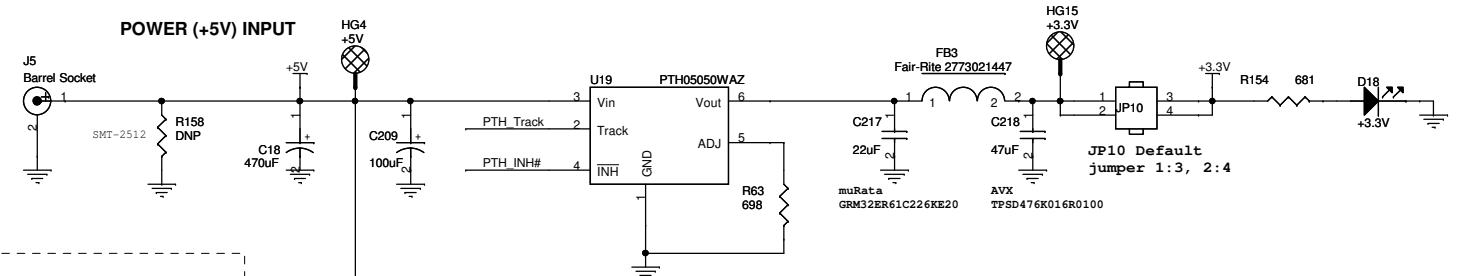 POWER (+5V) INPUT
J5
Barrel Socket
1
2
SMT-2512
R158
DNP
+5V
1
+
C18
470uF
2
HG4
+5V
1
+
C209
100uF
2
U19
PTH05050WAZ
3
Vin
PTH_Track
2
Track
PTH_INH#
4
INH
GND
1
Vout
6
ADJ
5
R63
698
1
C217
22uF
2
muRata
GRM32ER61C226KE20
FB3
Fair-Rite 2773021447
1
1
2
2
1
C218
47uF
2
AVX
TPSD476K016R0100
HG15
+3.3V
1
2
JP10
3
4
JP10 Default
jumper 1:3, 2:4
+3.3V
R154
681
D18
+3.3V